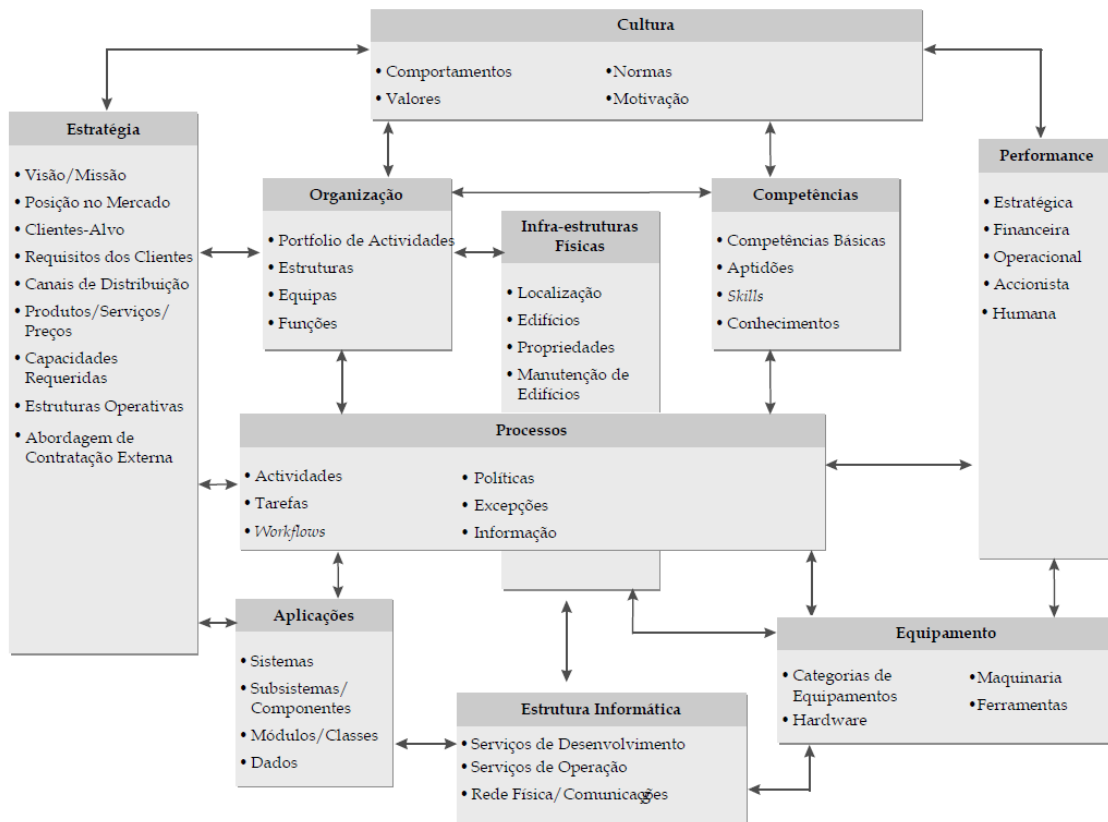 Cultura
• Comportamentos
• Normas
• Valores
• Motivação
Estratégia
• Visão/Missão
• Posição no Mercado
• Clientes-Alvo
• Requisitos dos Clientes
• Canais de Distribuição
• Produtos/Serviços/
Preços
• Capacidades
Requeridas
• Estruturas Operativas
• Abordagem de
Contratação Externa
Organização
• Portfolio de Actividades
• Estruturas
• Equipas
• Funções
Infra-estruturas
Físicas
• Localização
• Edifícios
• Propriedades
• Manutenção de
Edifícios
Competências
• Competências Básicas
• Aptidões
• Skills
• Conhecimentos
Performance
• Estratégica
• Financeira
• Operacional
• Accionista
• Humana
Processos
• Actividades
• Políticas
• Tarefas
• Excepções
• Workflows
• Informação
Aplicações
• Sistemas
• Subsistemas/
Componentes
• Módulos/Classes
• Dados
Estrutura Informática
• Serviços de Desenvolvimento
• Serviços de Operação
• Rede Física/Comunicações
Equipamento
• Categorias de
Equipamentos
• Hardware
• Maquinaria
• Ferramentas